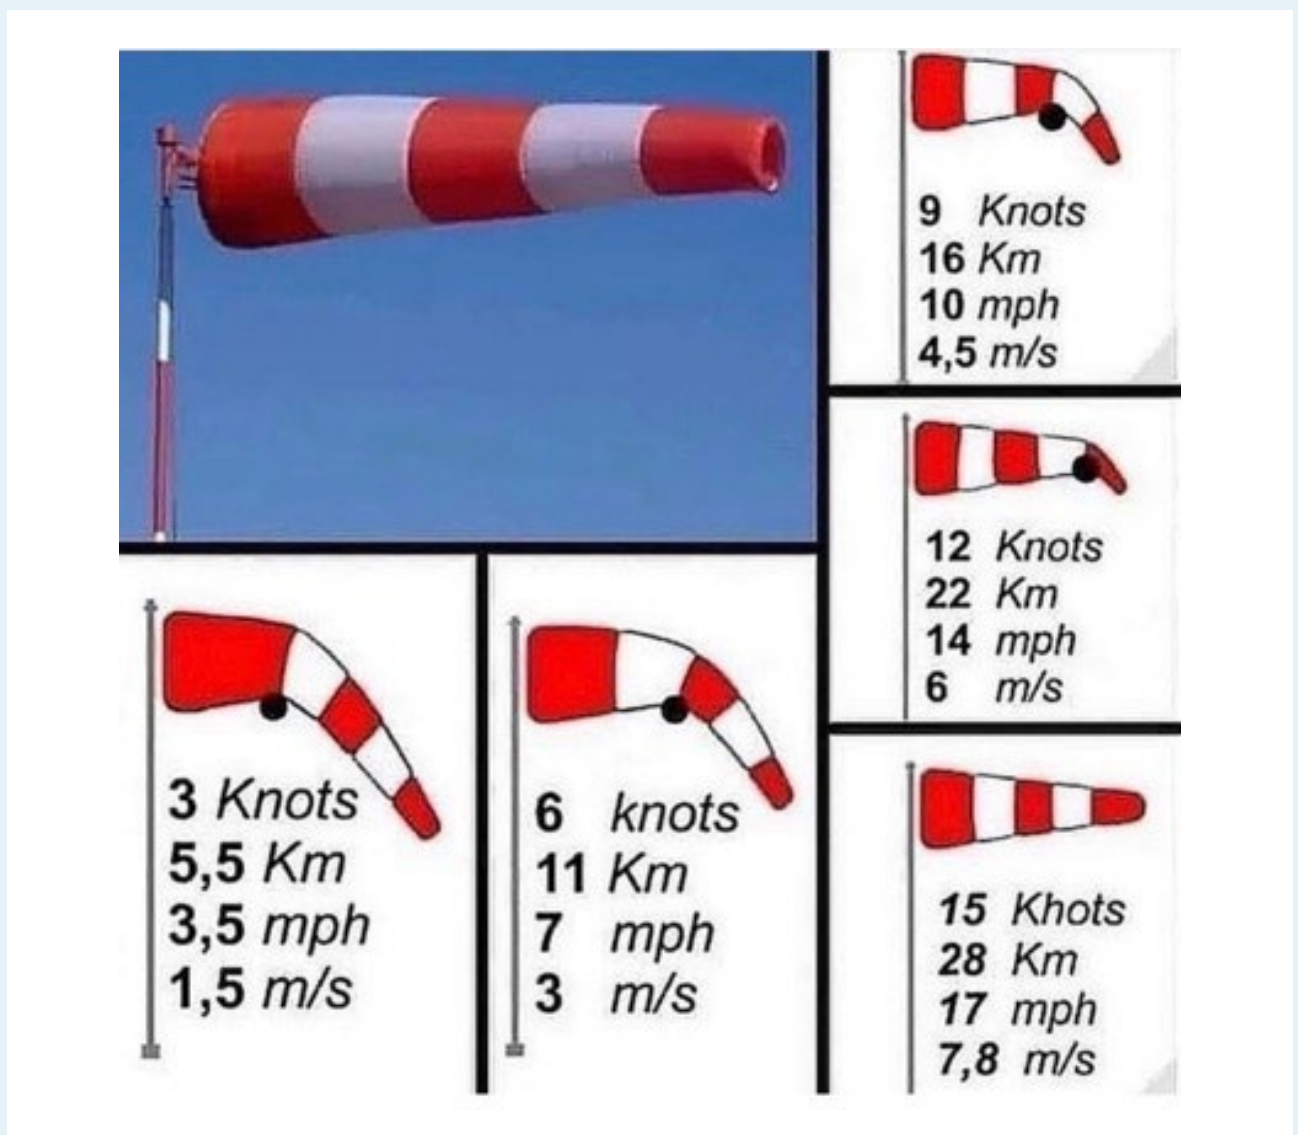 9 Knots
16 Km
10 mph
4,5 m/s
12 Knots
22 Km
14 mph
6 m/s
3 Knots
5,5 Km
3,5 mph
1,5 m/s
6 knots
11 Km
7 mph
3 m/s
15 Khots
28 Km
17 mph
7,8 m/s